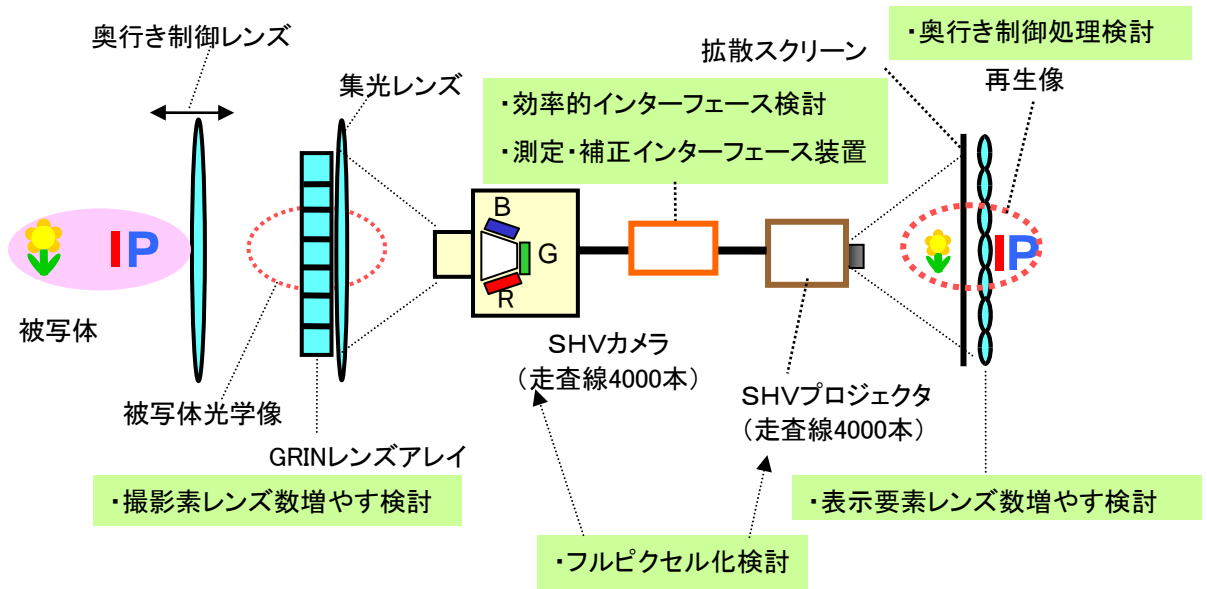 奥行き制御レンズ
集光レンズ
・効率的インターフェース検討
・測定・補正インターフェース装置
拡散スクリーン
・奥行き制御処理検討
再生像
IP
B
G
R
IP
被写体
被写体光学像
GRINレンズアレイ
・撮影素レンズ数増やす検討
SHVカメラ
（走査線4000本）
SHVプロジェクタ
（走査線4000本）
・表示要素レンズ数増やす検討
・フルピクセル化検討